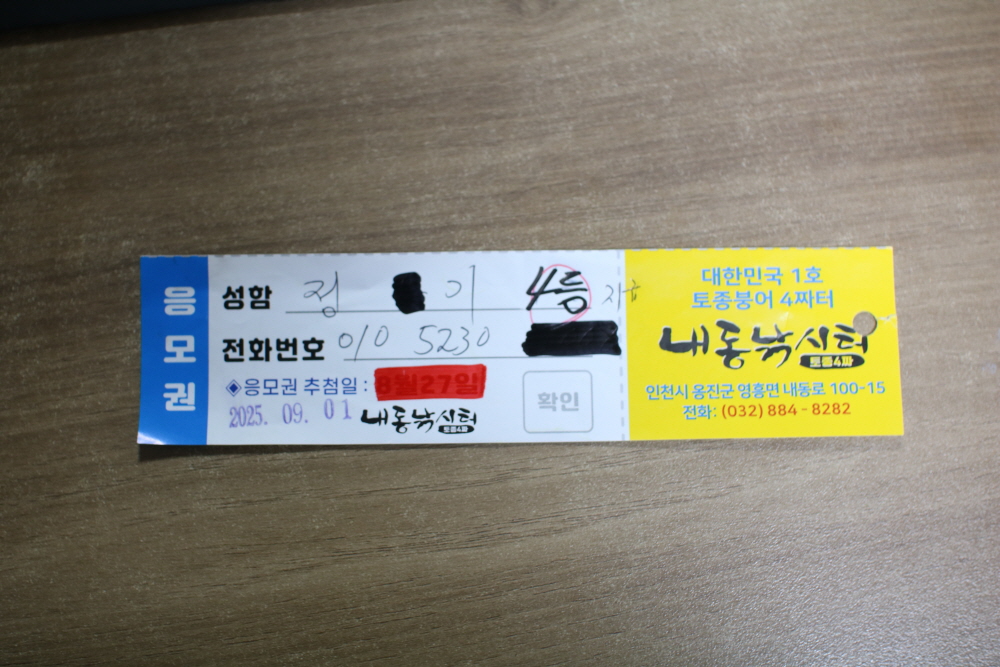 응모권
성함 정 기 4등 지급
전화번호 010 5230
◈응모권 추첨일 : 8월27일
2025. 09. 01 내동낚시터
토종4짜
확인
대한민국 1호
토종붕어 4짜터
내동낚시터
토종4짜
인천시 옹진군 영흥면 내동로 100-15
전화: (032) 884 - 8282